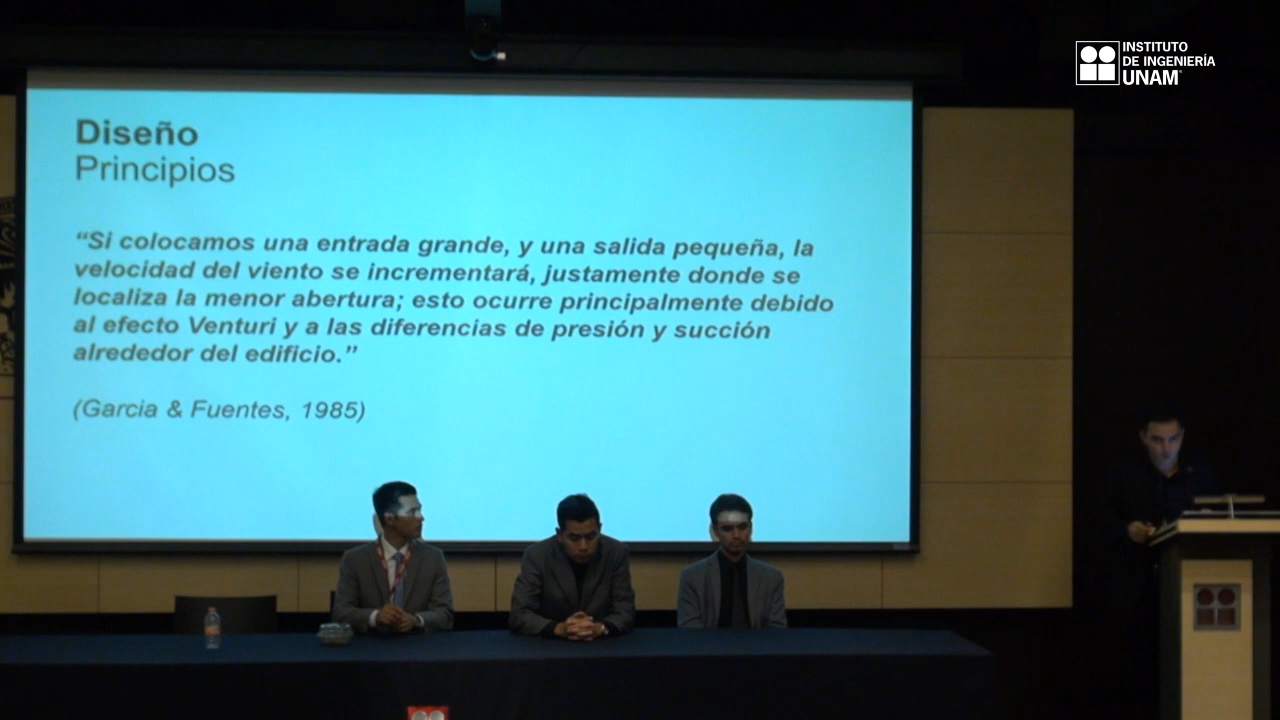 INSTITUTO
DE INGENIERÍA
UNAM
Diseño
Principios
“Si colocamos una entrada grande, y una salida pequeña, la
velocidad del viento se incrementará, justamente donde se
localiza la menor abertura; esto ocurre principalmente debido
al efecto Venturi y a las diferencias de presión y succión
alrededor del edificio.”
(Garcia & Fuentes, 1985)